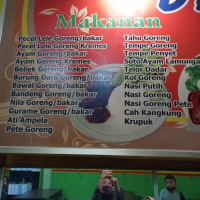 Makanan
Pecel Lele Goreng/bakar
Pecel Lele Goreng Kremes
Ayam Goreng/bakar
Ayam Goreng Kremes
Bebek Goreng/bakar
Burung Dara Goreng/bakar
Bawal Goreng/bakar
Bandeng Goreng/bakar
Nila Goreng/bakar
Gurame Goreng/bakar
Ati Ampela
Pete Goreng
Tahu Goreng
Tempe Goreng
Tempe Penyet
Soto Ayam Lamonga
Telor Dadar
Kol Goreng
Nasi Putih
Nasi Goreng
Nasi Goreng Pete
Cah Kangkung
Krupuk